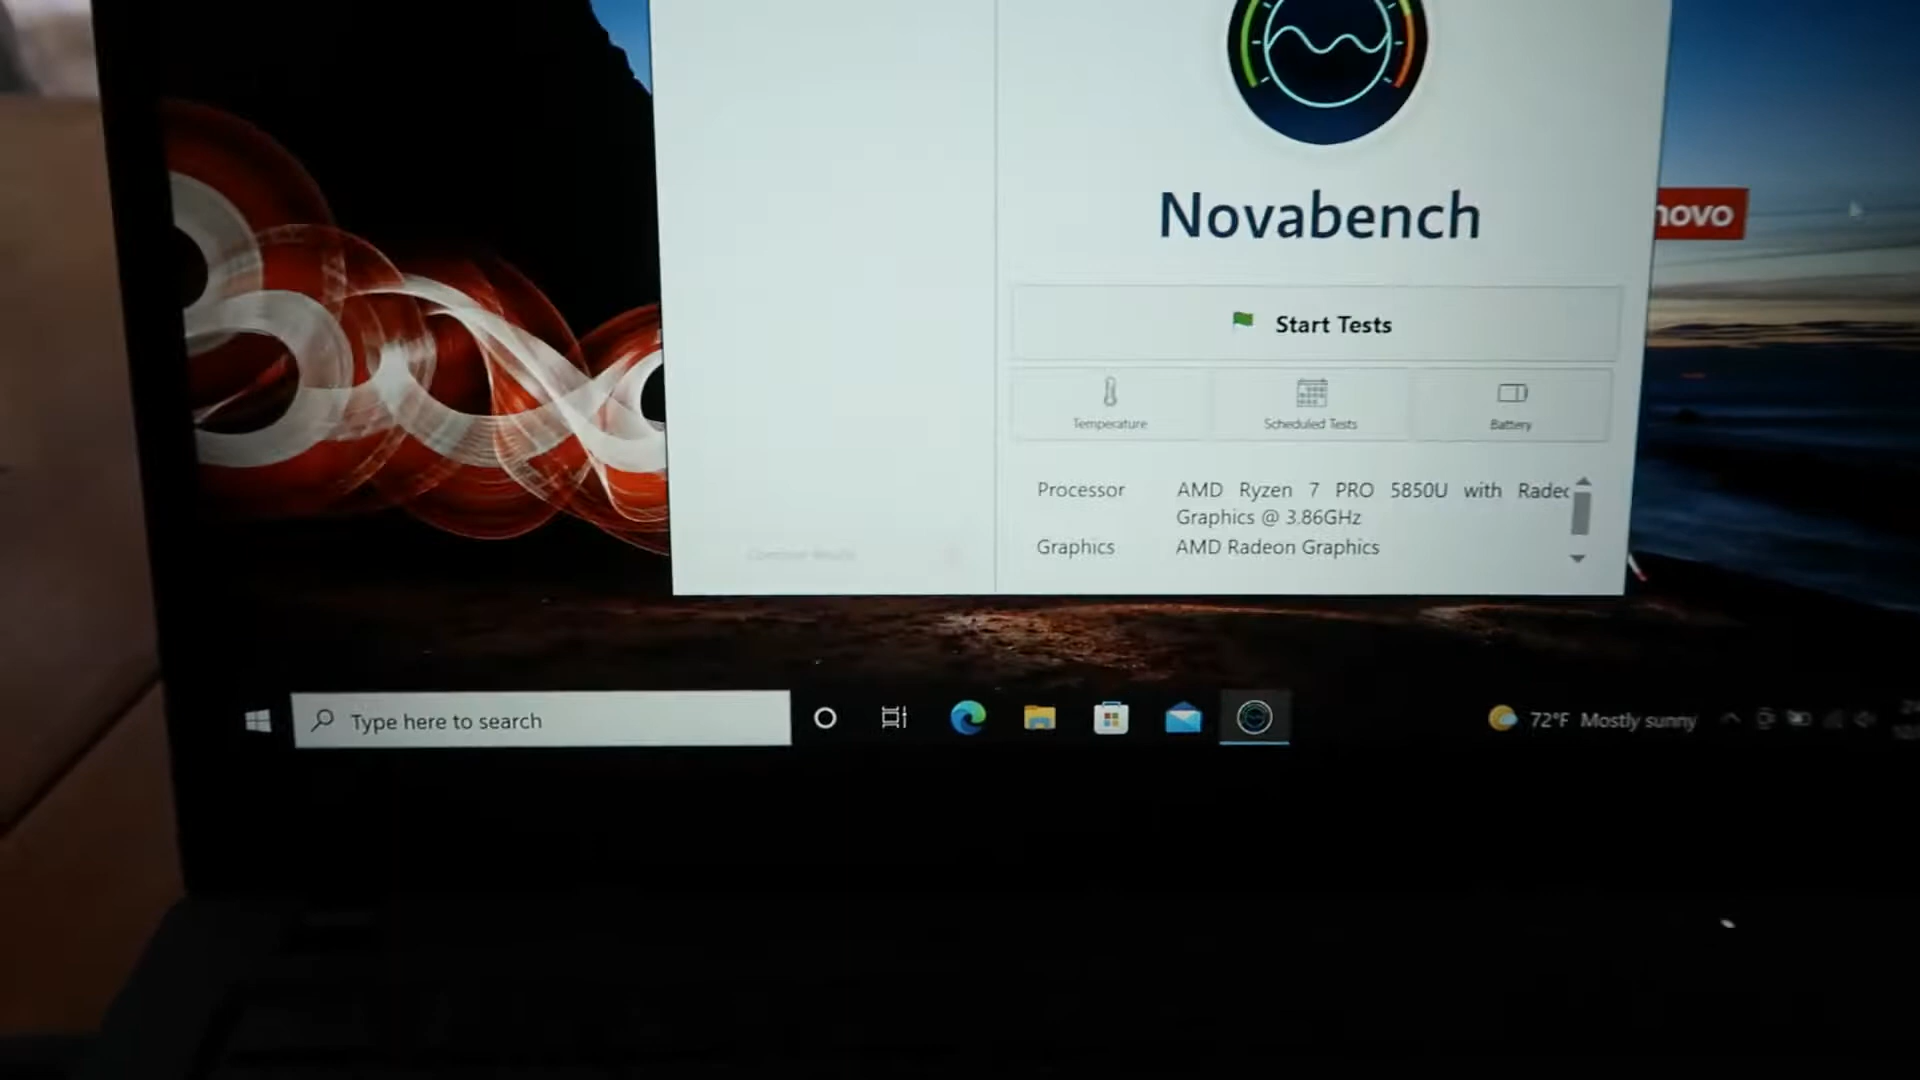 Novabench
novo
Start Tests
Temperature
Scheduled Tests
Battery
Processor
AMD Ryzen 7 PRO 5850U with Radeo
Graphics @ 3.86GHz
Graphics
AMD Radeon Graphics
Type here to search
72°F Mostly sunny